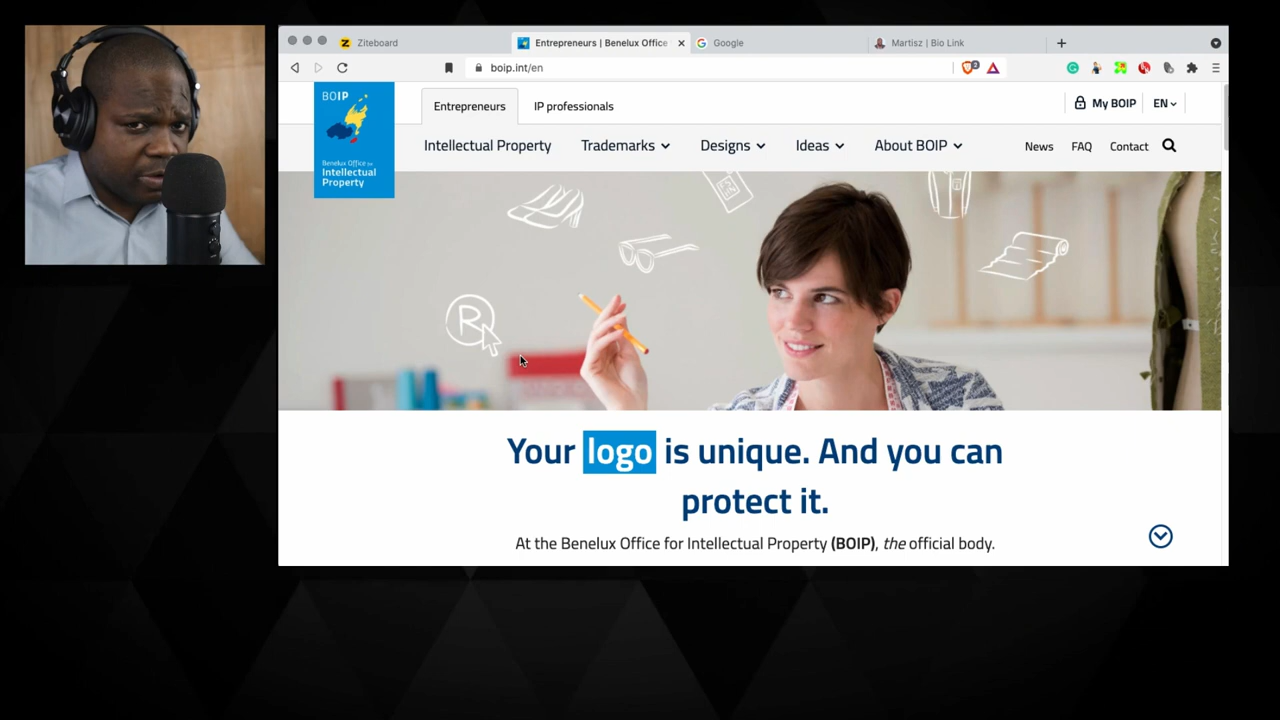 Ziteboard
Entrepreneurs | Benelux Office
Google
Martisz | Bio Link
boip.int/en
2
BOIP
Benelux Office for
Intellectual
Property
Entrepreneurs
IP professionals
My BOIP
EN
Intellectual Property
Trademarks
Designs
Ideas
About BOIP
News
FAQ
Contact
R
Your logo is unique. And you can
protect it.
At the Benelux Office for Intellectual Property (BOIP), the official body.